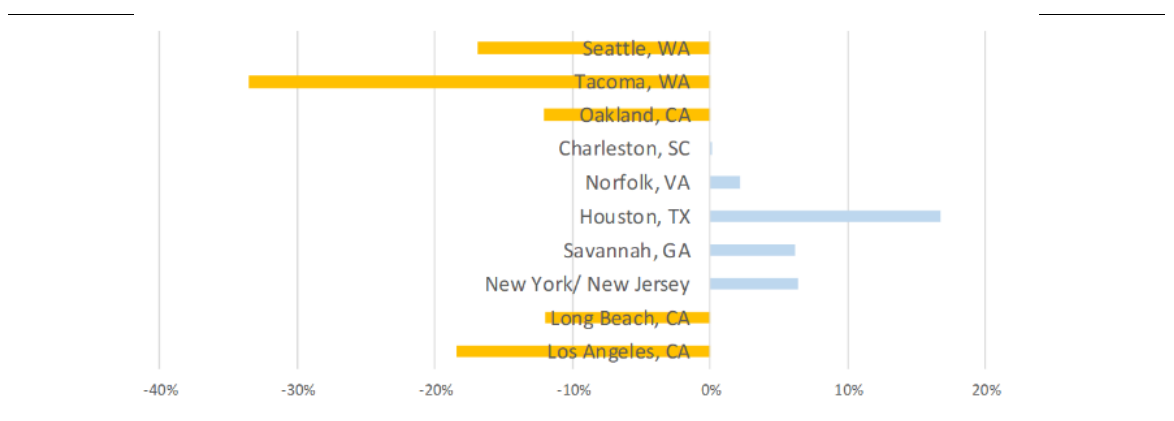 Seattle, WA
Tacoma, WA
Oakland, CA
Charleston, SC
Norfolk, VA
Houston, TX
Savannah, GA
New York/ New Jersey
Long Beach, CA
Los Angeles, CA
-40% -30% -20% -10% 0% 10% 20%